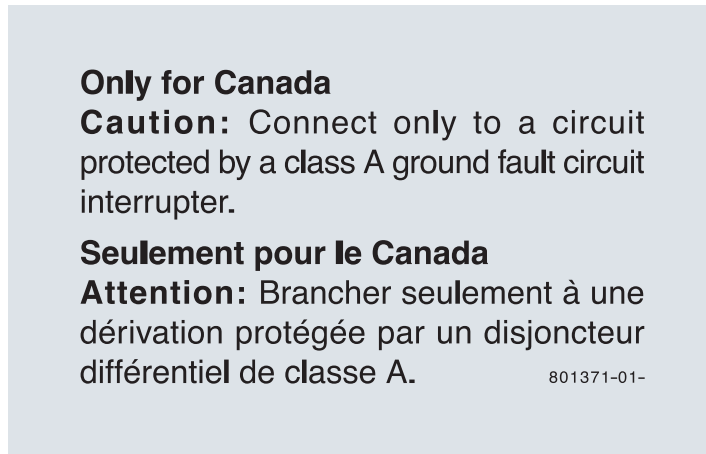 Only for Canada
Caution: Connect only to a circuit
protected by a class A ground fault circuit
interrupter.
Seulement pour le Canada
Attention: Brancher seulement à une
dérivation protégée par un disjoncteur
différentiel de classe A. 801371-01-